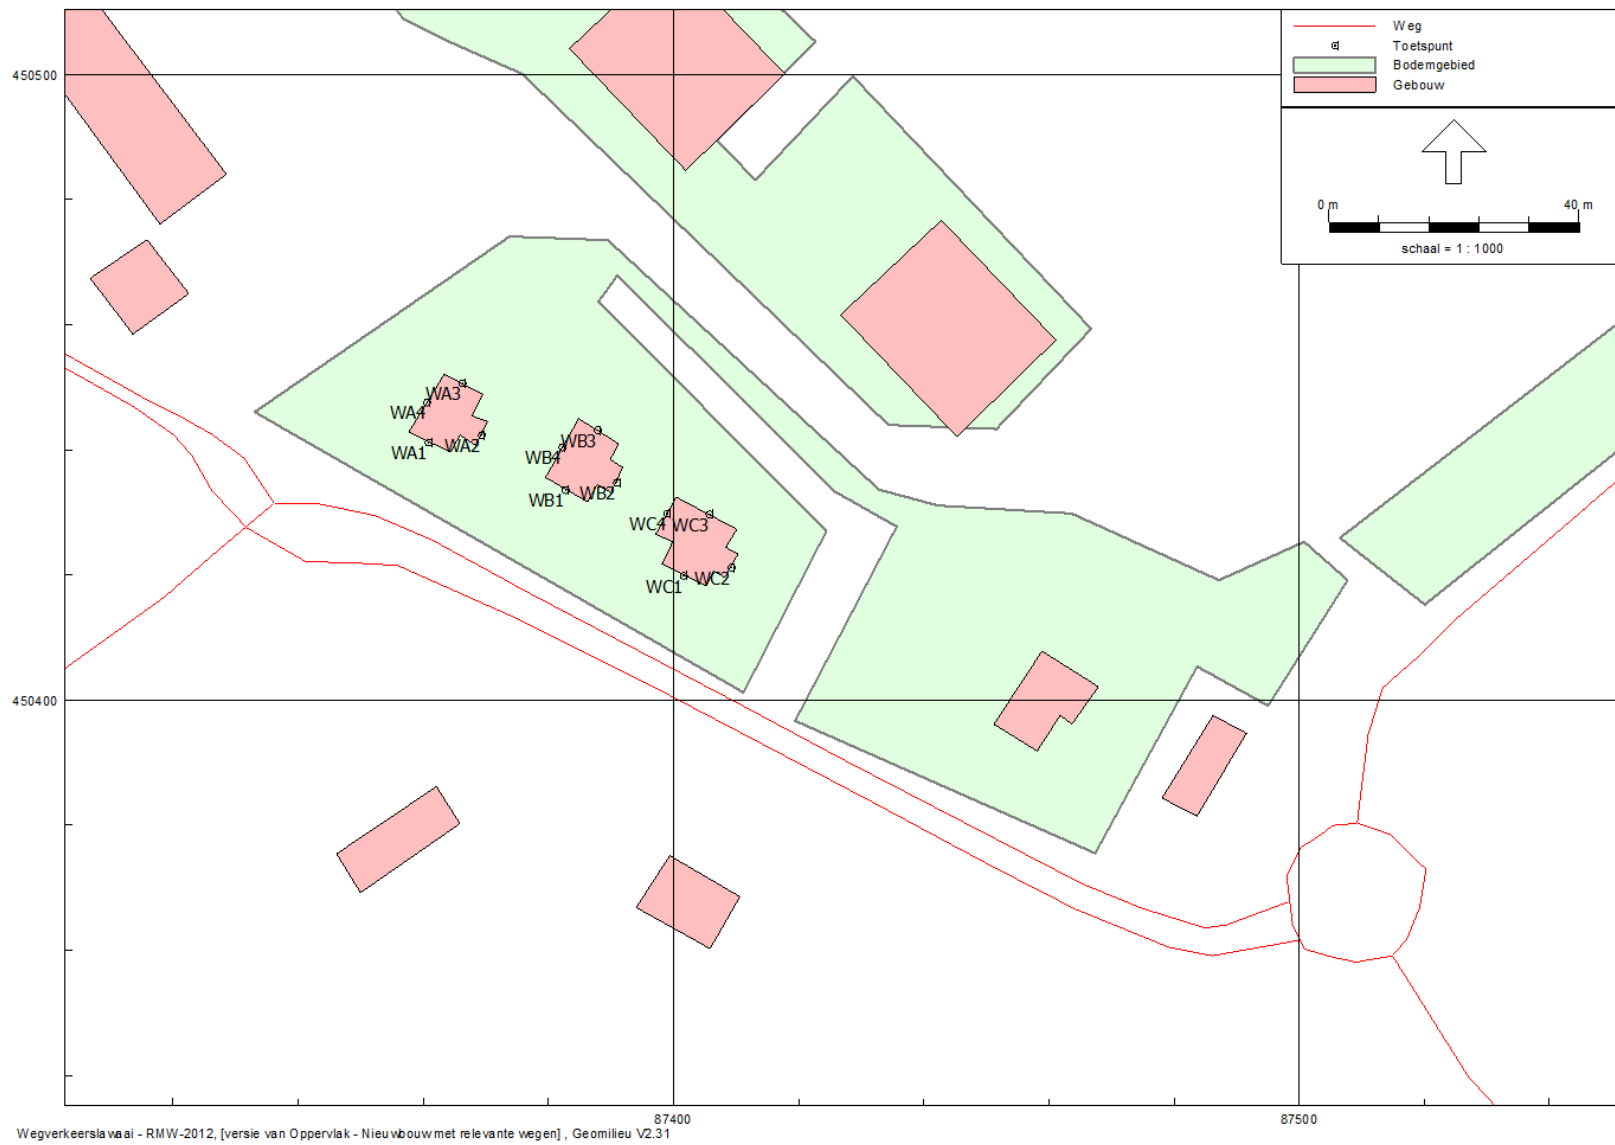 Weg
Toetspunt
Bodemgebied
Gebouw
450500
0 m 40 m
schaal = 1 : 1000
WA3
WA4
WA1 WA2
WB3
WB4
WB1 WB2
WC4 WC3
WC1 WC2
450400
87400 87500
Wegverkeerslawaai - RMW-2012, [versie van Oppervlak - Nieuwbouw met relevante wegen] , Geomilieu V2.31